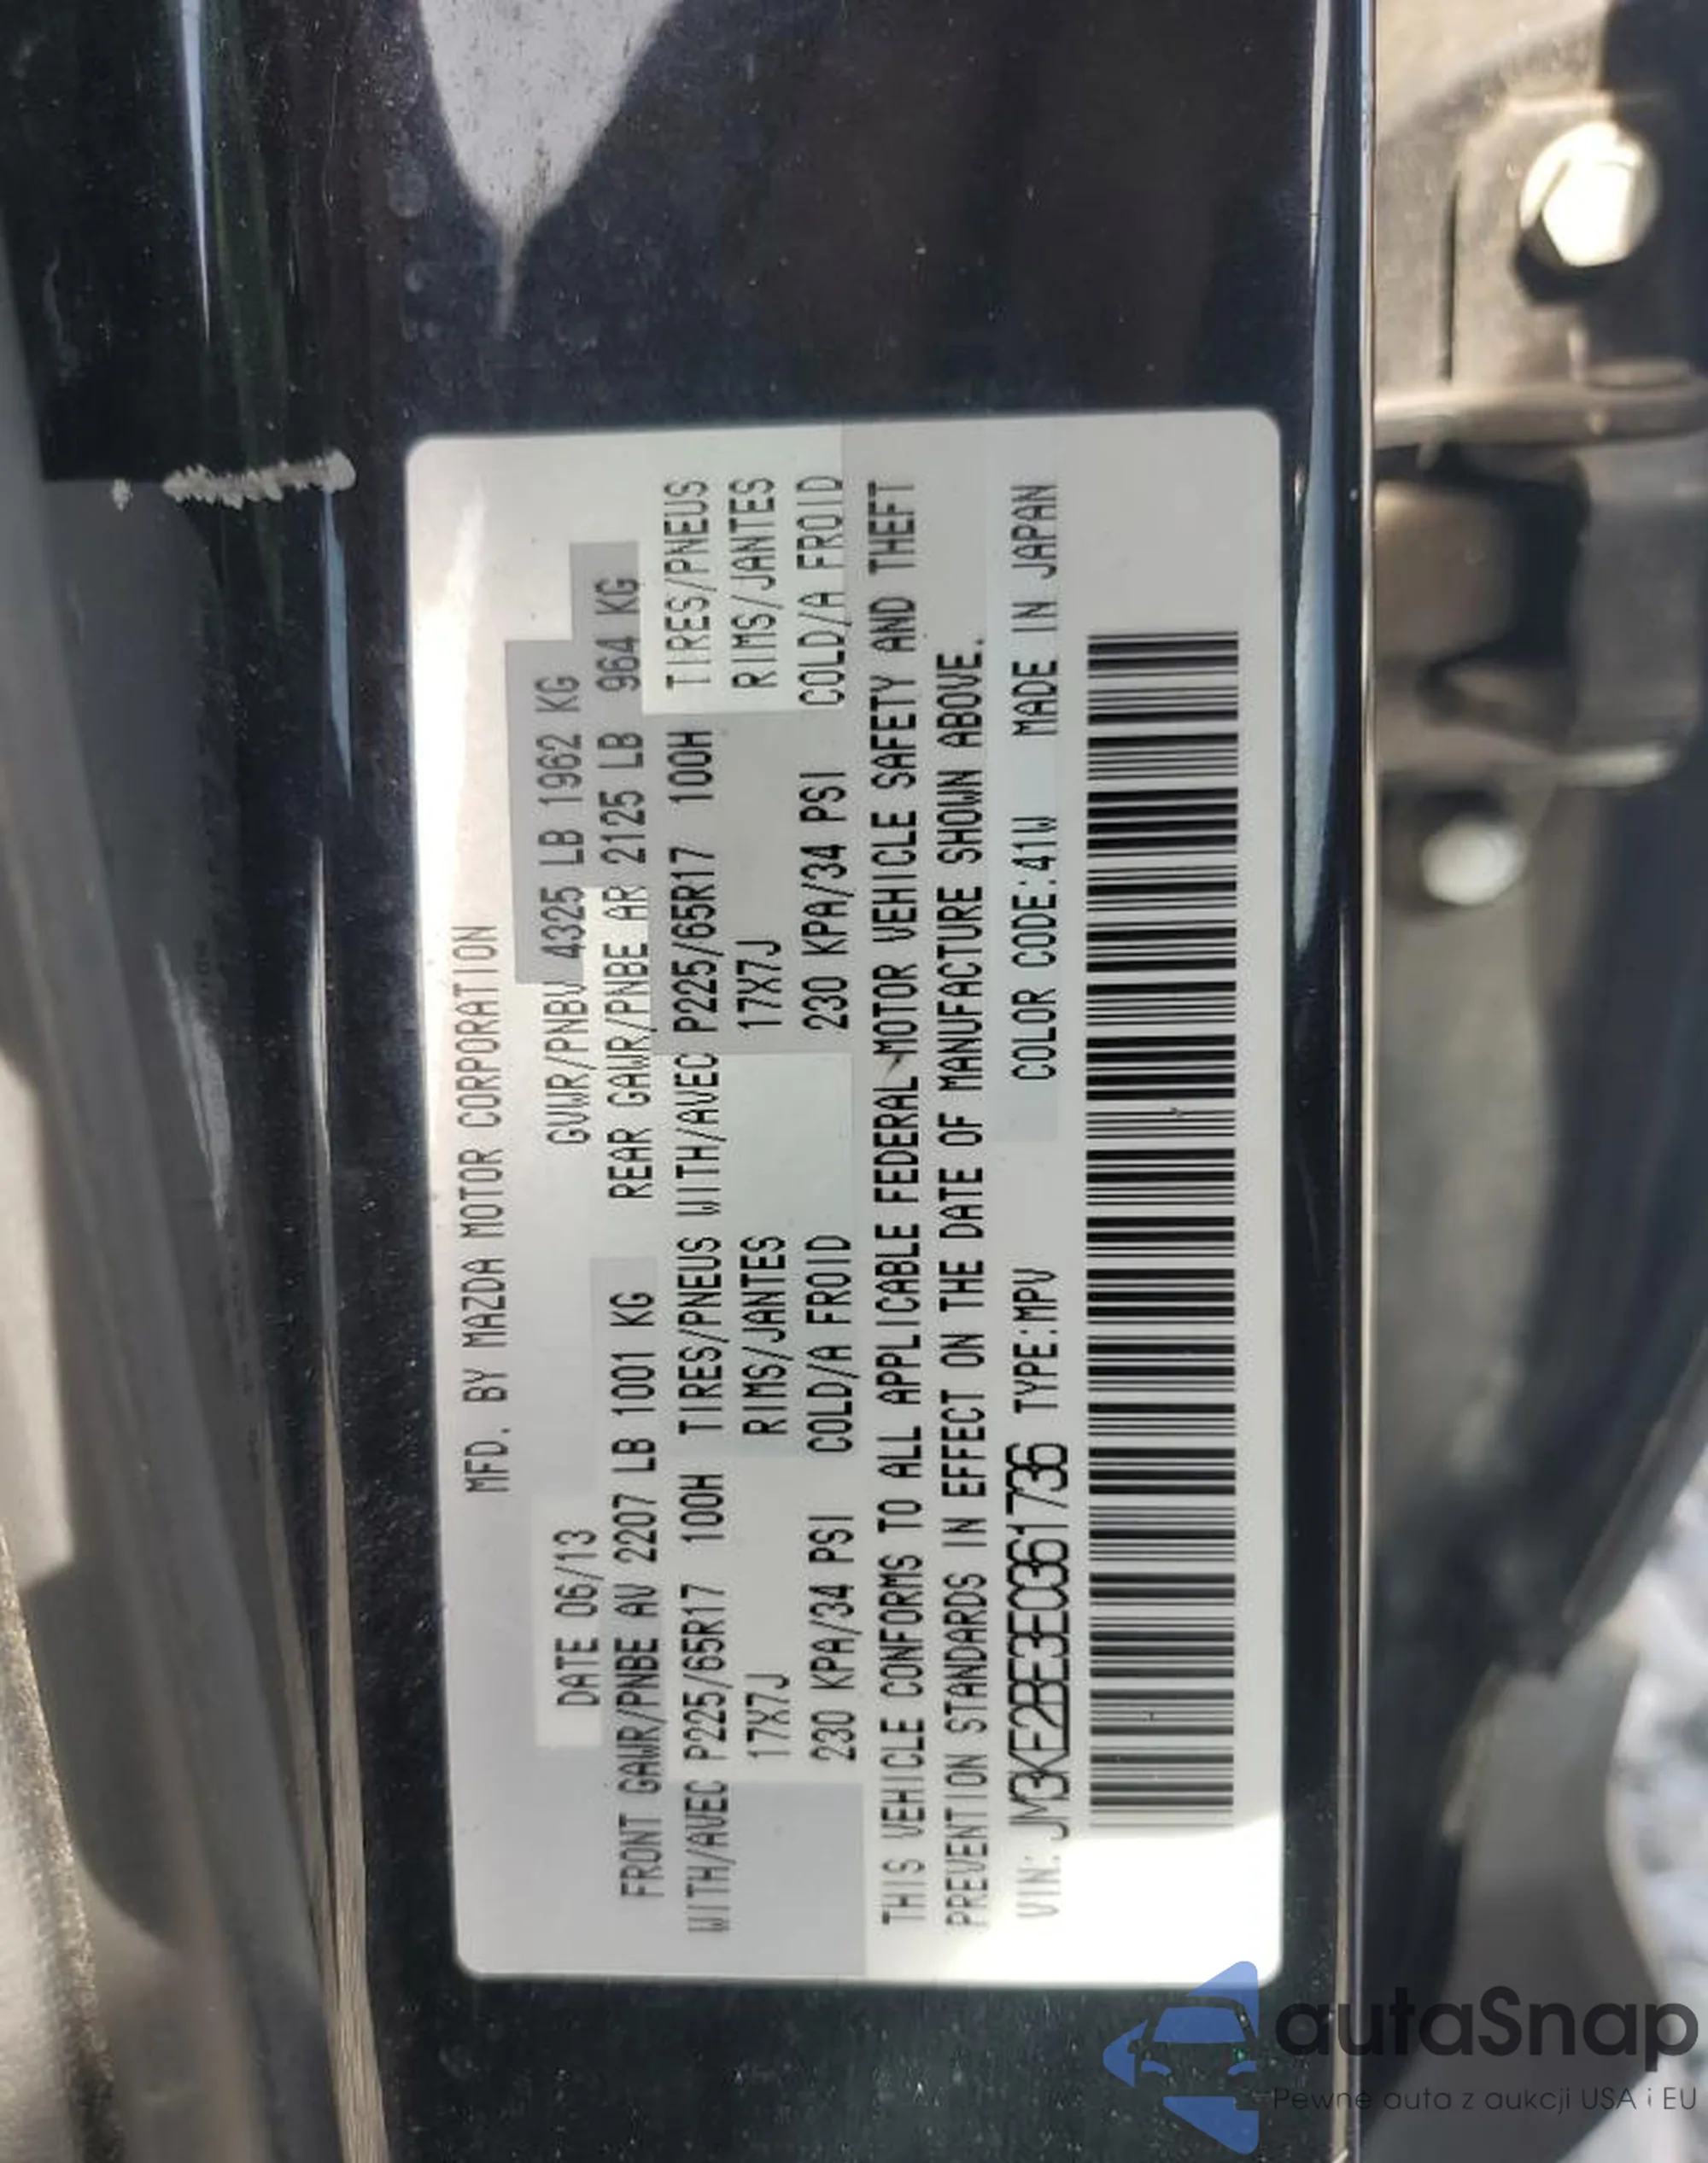 MFD. BY MAZDA MOTOR CORPORATION
DATE 06/13 GVWR/PNBV 4325 LB 1962 KG
FRONT GAWR/PNBE AV 2207 LB 1001 KG REAR GAWR/PNBE AR 2125 LB 964 KG
WITH/AVEC P225/65R17 100H TIRES/PNEUS WITH/AVEC P225/65R17 100H TIRES/PNEUS
17X7J RIMS/JANTES 17X7J RIMS/JANTES
230 KPA/34 PSI COLD/A FROID 230 KPA/34 PSI COLD/A FROID
THIS VEHICLE CONFORMS TO ALL APPLICABLE FEDERAL MOTOR VEHICLE SAFETY AND THEFT
PREVENTION STANDARDS IN EFFECT ON THE DATE OF MANUFACTURE SHOWN ABOVE.
VIN: JM3KE2BE3E0361736 TYPE:MPV COLOR CODE:41W MADE IN JAPAN
autaSnap
Pewne auta z aukcji USA i EU